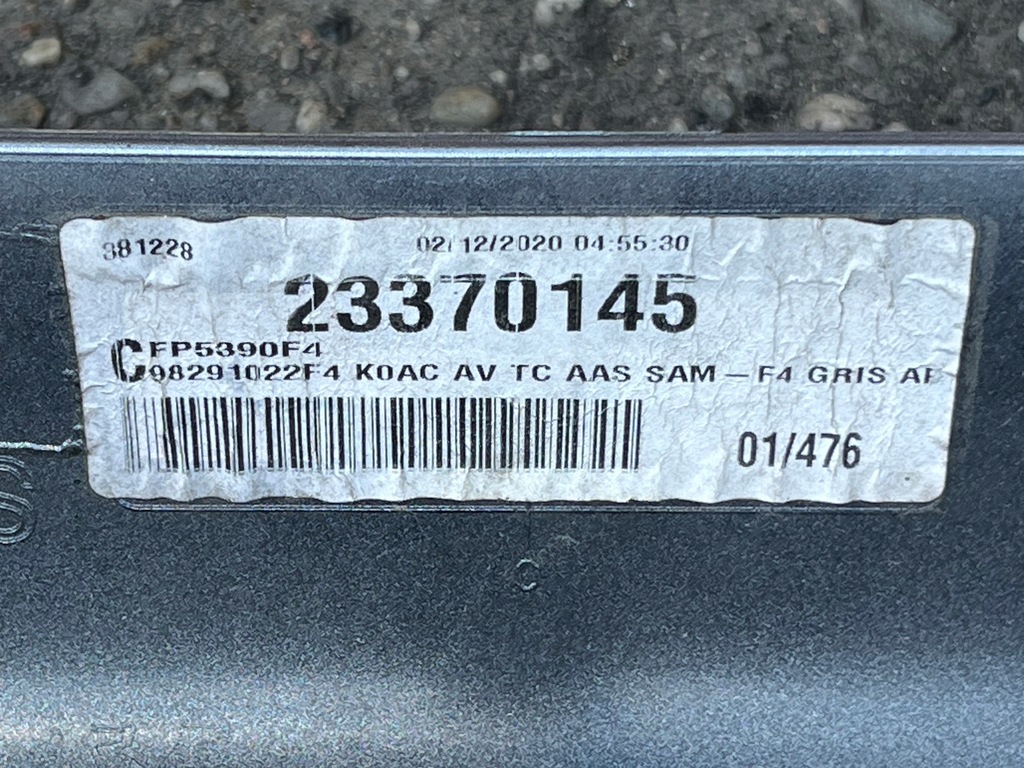 381228
02/12/2020 04:55:30
23370145
C FP5390F4
98291022F4 K0AC AV TC AAS SAM - F4 GRIS AR
01/476
C